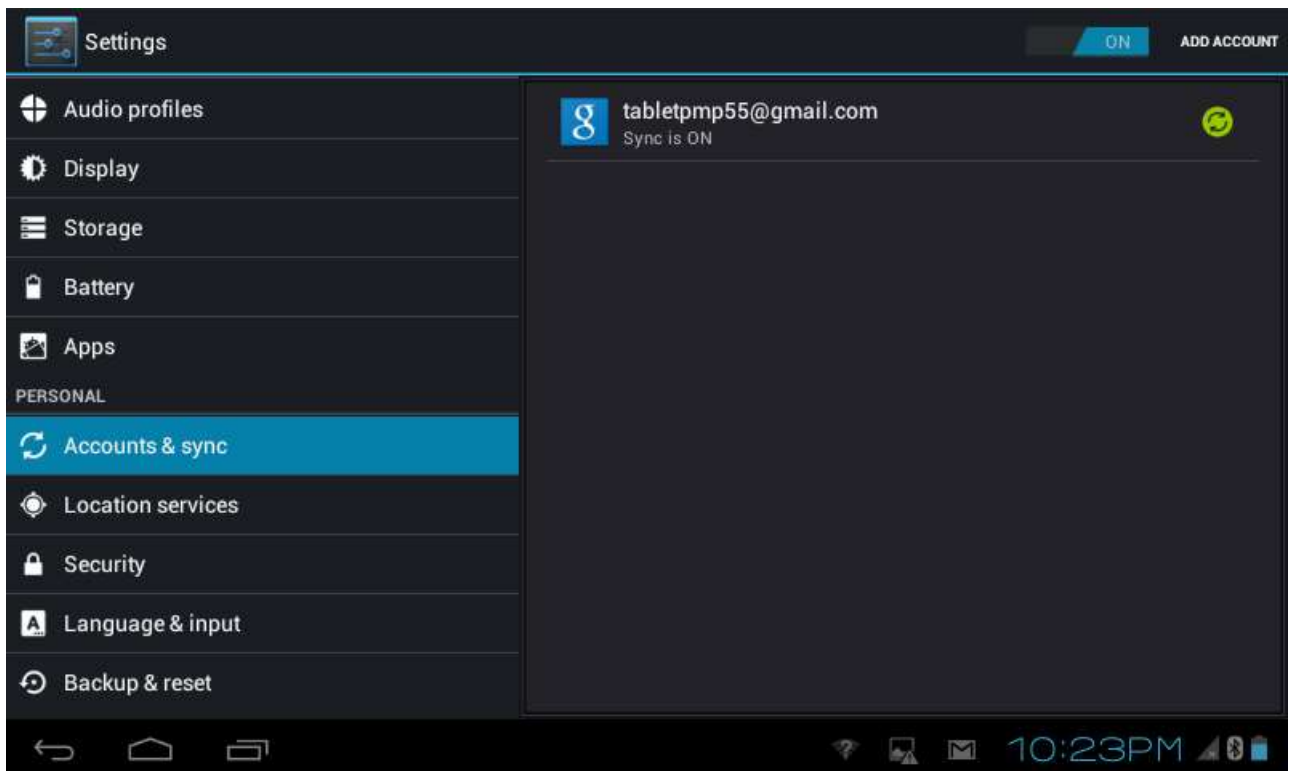 Settings
ON
ADD ACCOUNT
Audio profiles
Display
Storage
Battery
Apps
PERSONAL
Accounts & sync
Location services
Security
Language & input
Backup & reset
g
tabletpmp55@gmail.com
Sync is ON
10:23PM